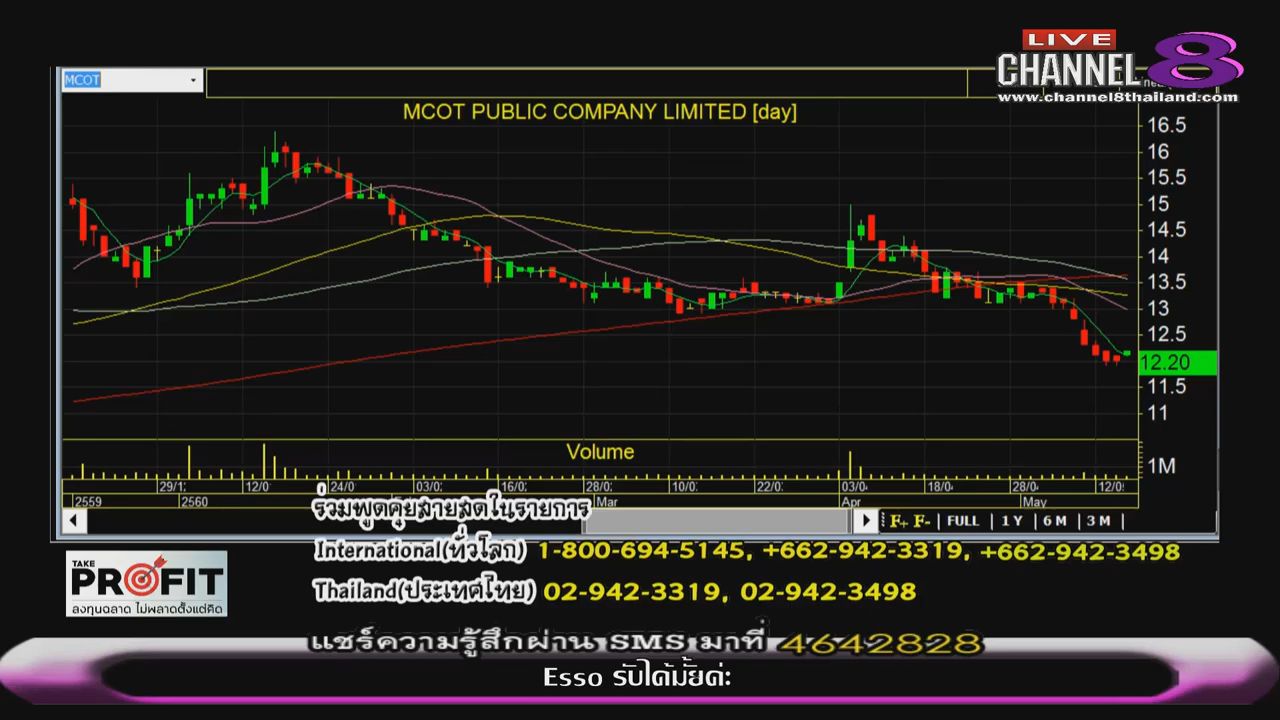 LIVE
CHANNEL 8
www.channel8thailand.com
MCOT
MCOT PUBLIC COMPANY LIMITED [day]
16.5
16
15.5
15
14.5
14
13.5
13
12.5
12.20
11.5
11
Volume
1M
29/1: 12/0 24/0 16/0: 28/0: 10/0: 22/0: 03/0 18/0 28/0 12/0
2559 2560 Mar Apr May
F+ F- FULL 1 Y 6 M 3 M
ร่วมพูดคุยสายสดในรายการ
International(ทั่วโลก) 1-800-694-5145, +662-942-3319, +662-942-3498
Thailand(ประเทศไทย) 02-942-3319, 02-942-3498
TAKE
PROFIT
ลงทุนฉลาด ไม่พลาดตั้งแต่คิด
แชร์ความรู้สึกผ่าน SMS มาที่ 4642828
Esso รับได้มั้ยค่ะ